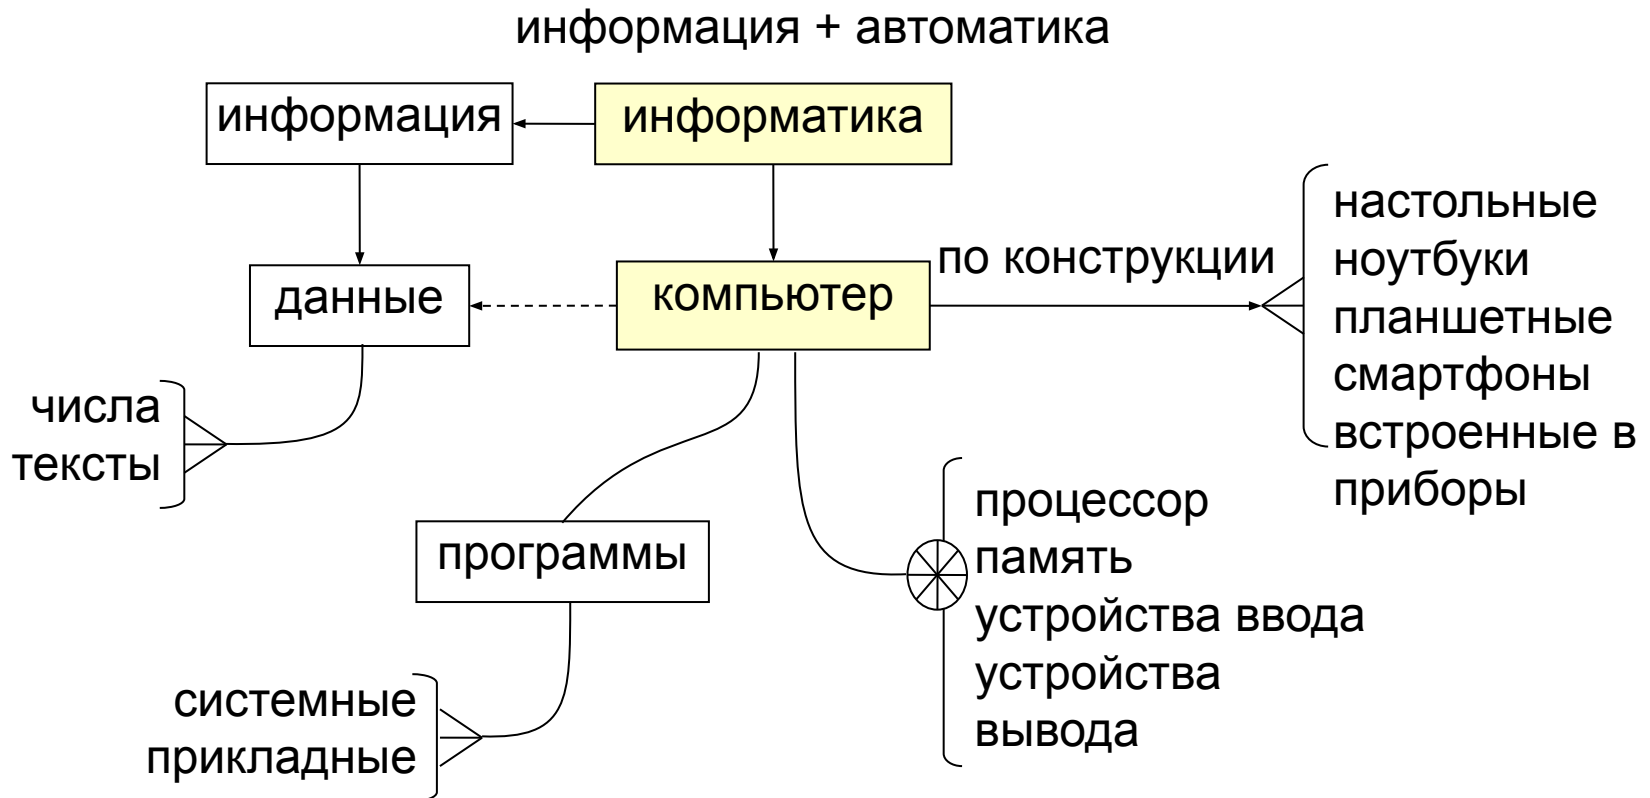 информация + автоматика
информация
информатика
данные
компьютер
по конструкции
настольные
ноутбуки
планшетные
смартфоны
встроенные в
приборы
числа
тексты
программы
процессор
память
устройства ввода
устройства
вывода
системные
прикладные